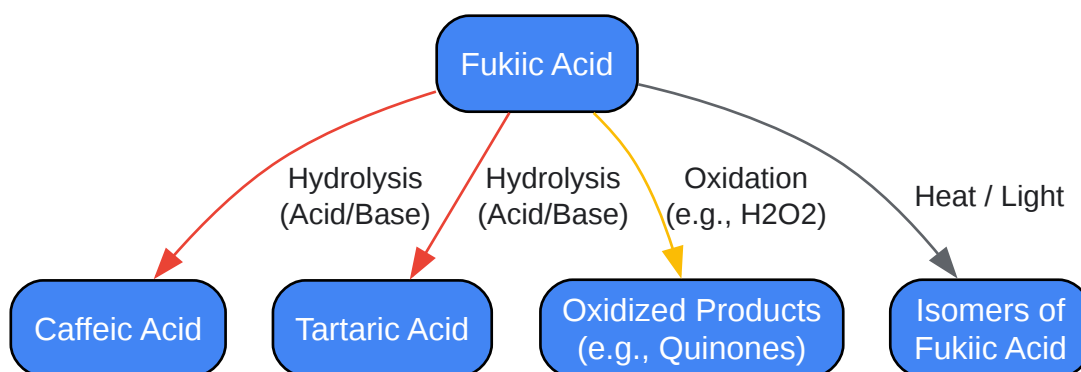 Fukiic Acid
Hydrolysis
(Acid/Base)
Hydrolysis
(Acid/Base)
Oxidation
(e.g., H2O2)
Heat / Light
Caffeic Acid
Tartaric Acid
Oxidized Products
(e.g., Quinones)
Isomers of
Fukiic Acid